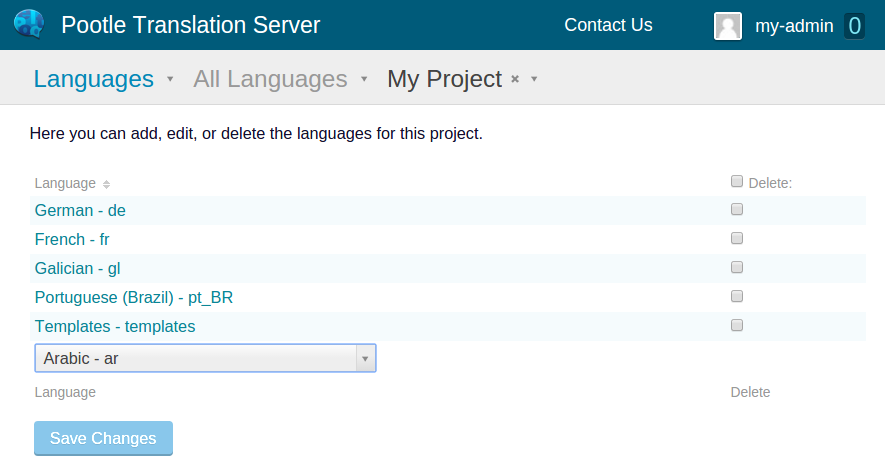 Pootle Translation Server Contact Us my-admin 0
Languages All Languages My Project
Here you can add, edit, or delete the languages for this project.
Language Delete:
German - de
French - fr
Galician - gl
Portuguese (Brazil) - pt_BR
Templates - templates
Arabic - ar
Language Delete
Save Changes